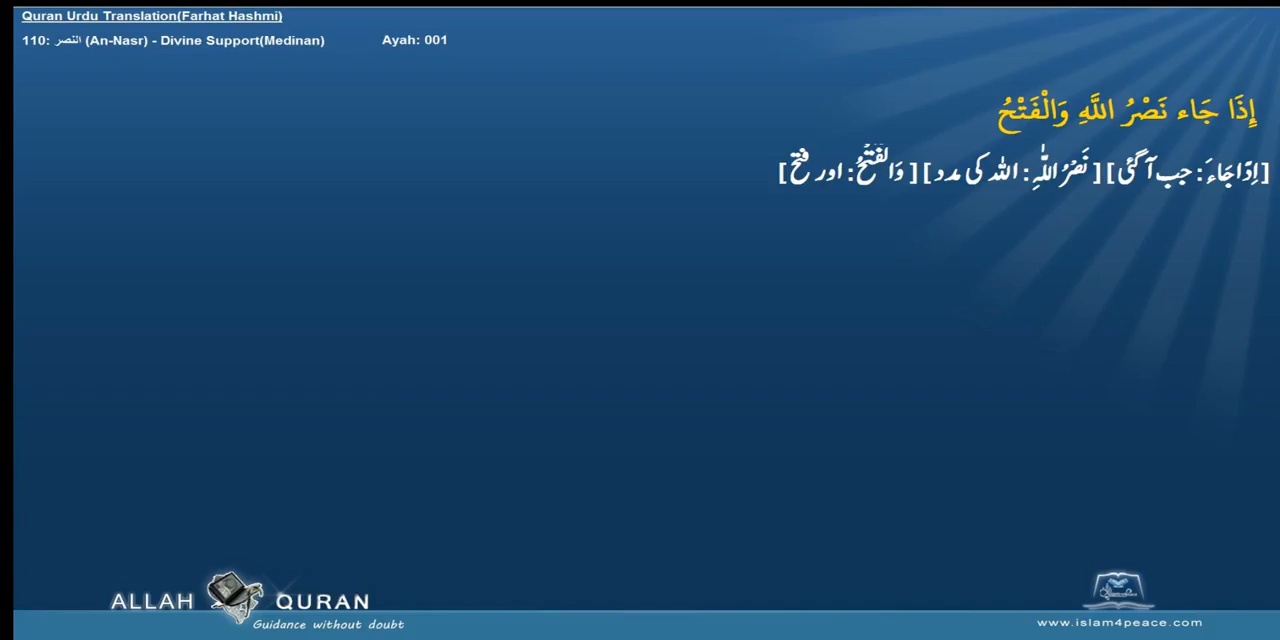 Quran Urdu Translation(Farhat Hashmi)
110: النصر (An-Nasr) - Divine Support(Medinan) Ayah: 001
إِذَا جَاء نَصْرُ اللَّهِ وَالْفَتْحُ
[اِذَا جَاءَ: جب آ گئی] [نَصْرُ اللّٰہِ: اللہ کی مدد] [وَالْفَتْحُ: اور فتح]
ALLAH QURAN
Guidance without doubt
www.islam4peace.com